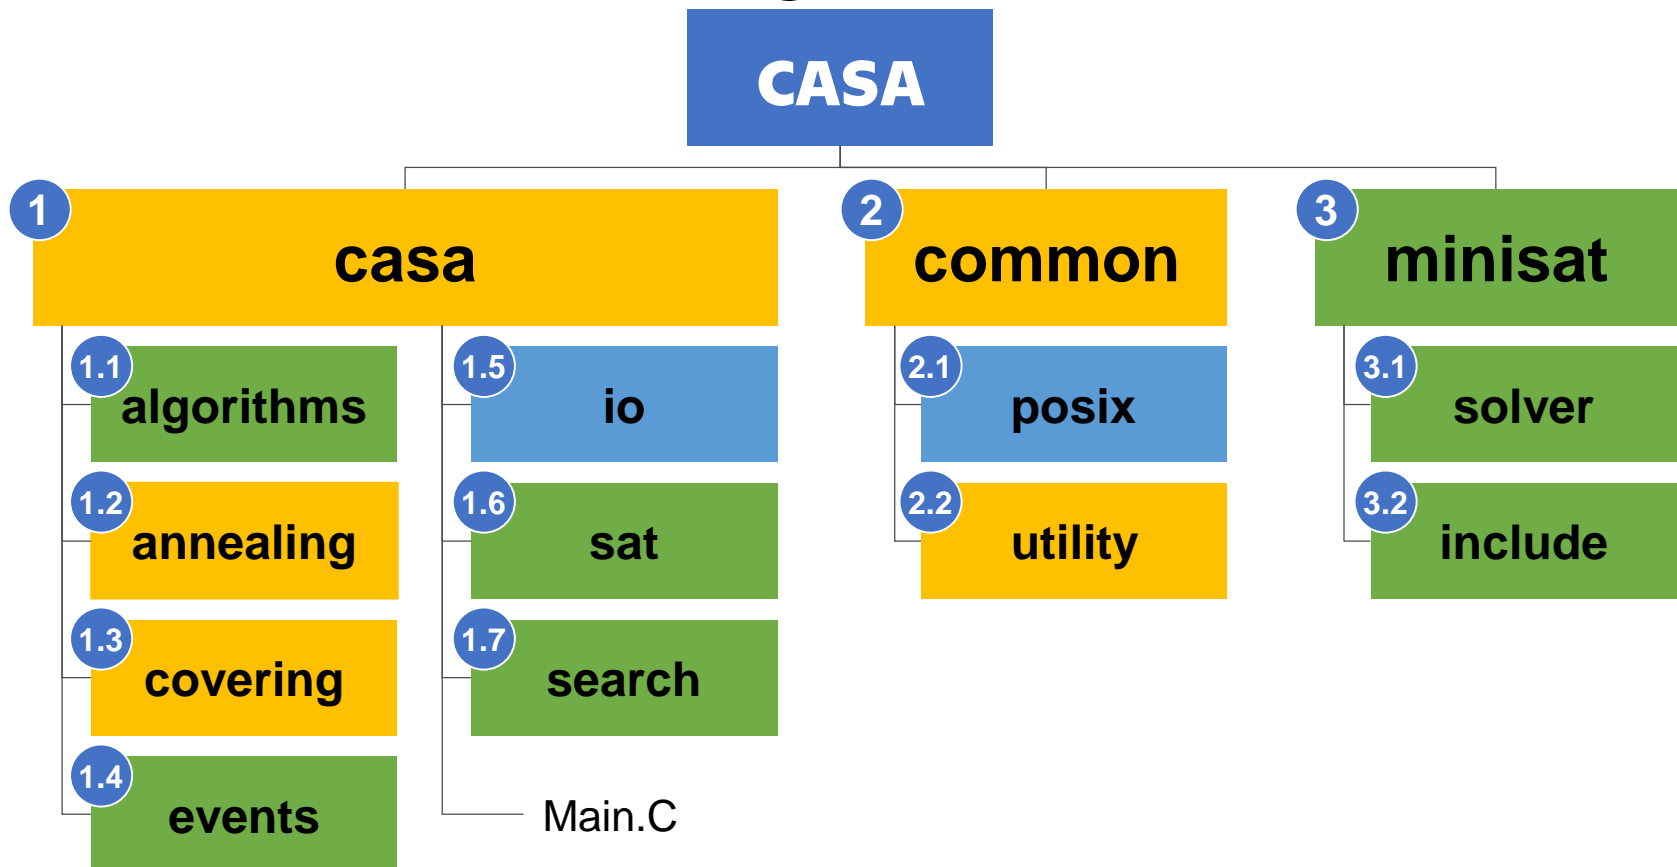 CASA
1
casa
2
common
3
minisat
1.1
algorithms
1.2
annealing
1.3
covering
1.4
events
1.5
io
1.6
sat
1.7
search
Main.C
2.1
posix
2.2
utility
3.1
solver
3.2
include